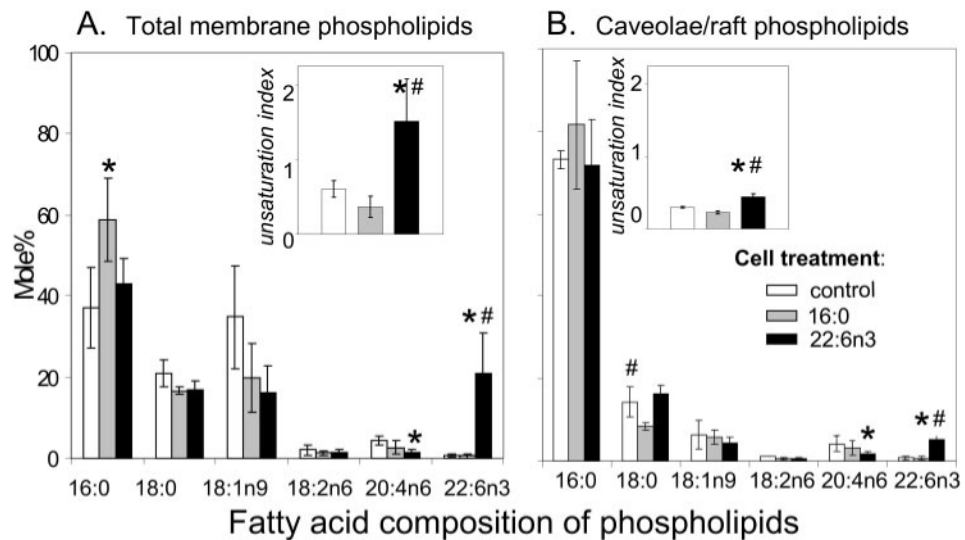 A. Total membrane phospholipids
B. Caveolae/raft phospholipids
Mole%
100
80
60
40
20
0
unsaturation index
2
1
0
*
*#
*
* #
unsaturation index
2
1
0
* #
#
*
* #
Cell treatment:
control
16:0
22:6n3
16:0 18:0 18:1n9 18:2n6 20:4n6 22:6n3
16:0 18:0 18:1n9 18:2n6 20:4n6 22:6n3
Fatty acid composition of phospholipids